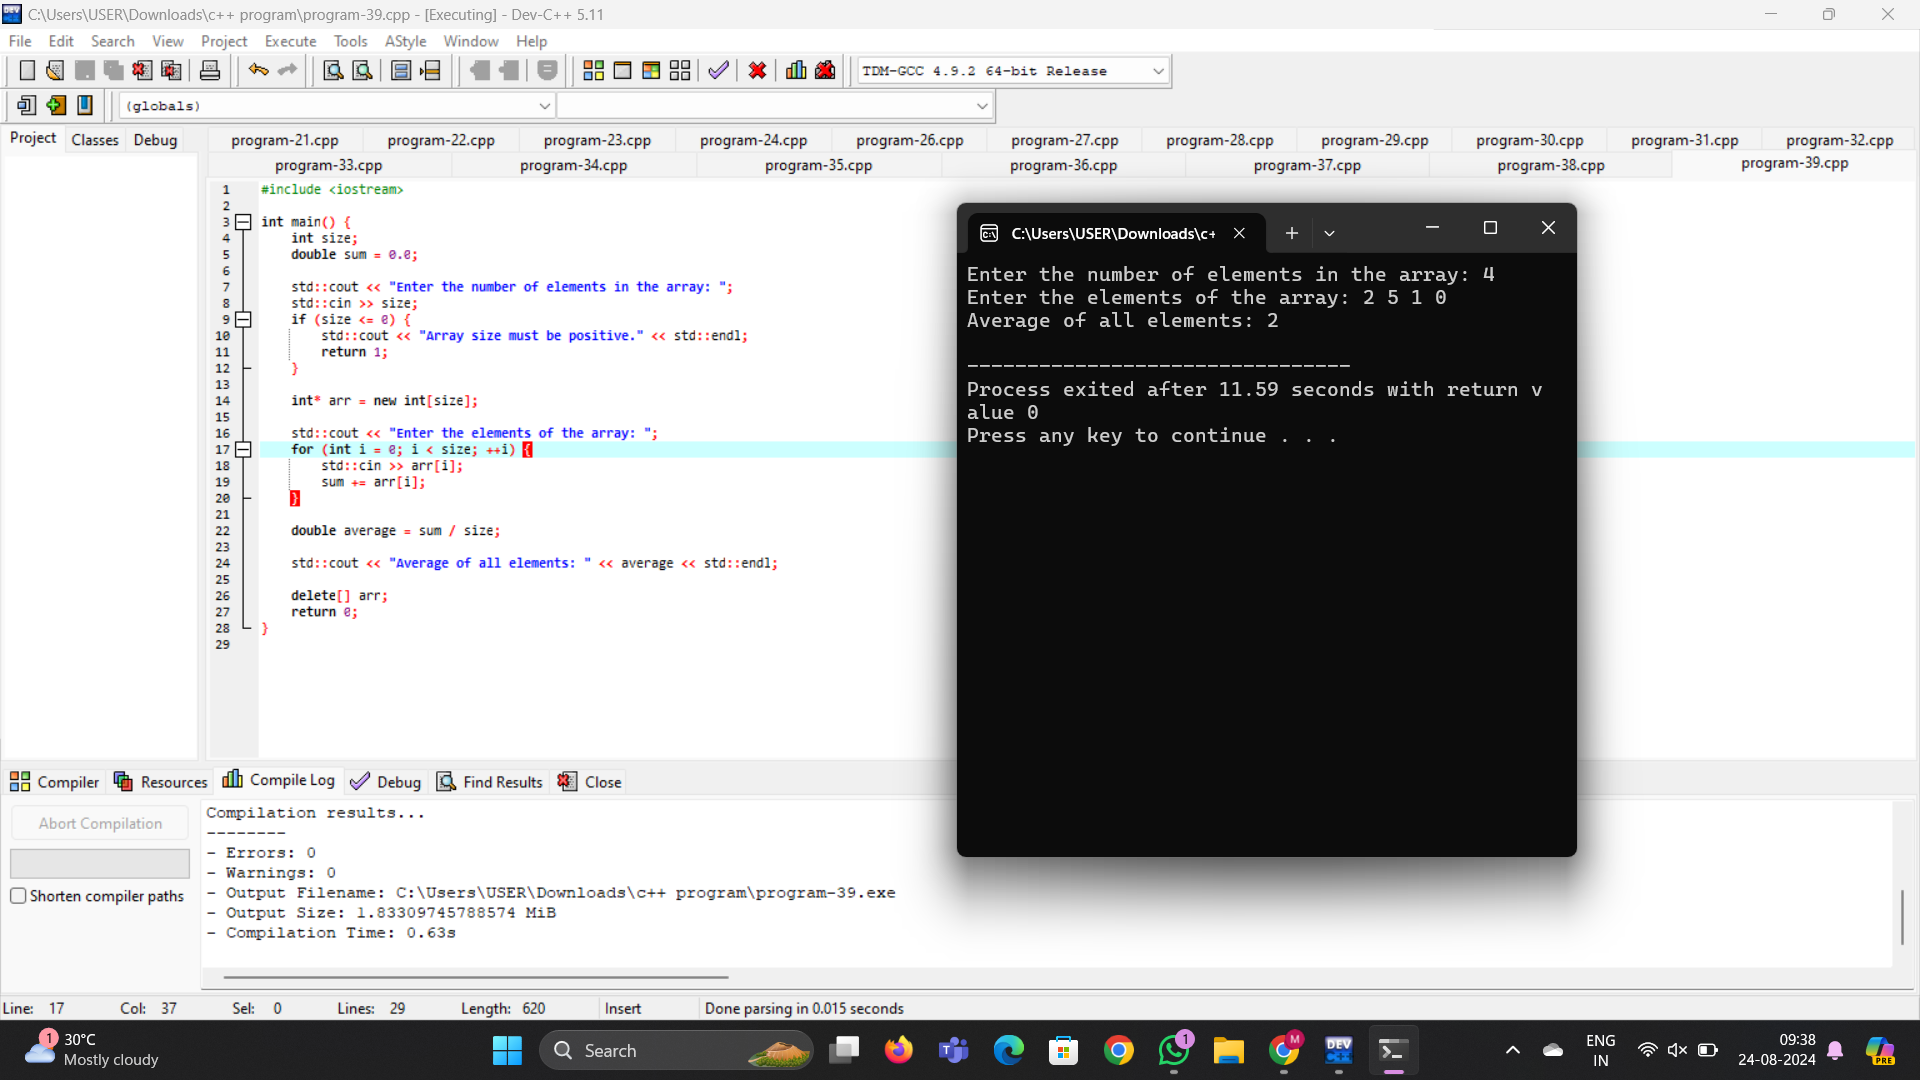 C:\Users\USER\Downloads\c++ program\program-39.cpp - [Executing] - Dev-C++ 5.11
File Edit Search View Project Execute Tools AStyle Window Help
TDM-GCC 4.9.2 64-bit Release
(globals)
Project Classes Debug
program-21.cpp program-22.cpp program-23.cpp program-24.cpp program-26.cpp program-27.cpp program-28.cpp program-29.cpp program-30.cpp program-31.cpp program-32.cpp
program-33.cpp program-34.cpp program-35.cpp program-36.cpp program-37.cpp program-38.cpp program-39.cpp
1 #include <iostream>
2
3 int main() {
4 int size;
5 double sum = 0.0;
6
7 std::cout << "Enter the number of elements in the array: ";
8 std::cin >> size;
9 if (size <= 0) {
10 std::cout << "Array size must be positive." << std::endl;
11 return 1;
12 }
13
14 int* arr = new int[size];
15
16 std::cout << "Enter the elements of the array: ";
17 for (int i = 0; i < size; ++i) {
18 std::cin >> arr[i];
19 sum += arr[i];
20 }
21
22 double average = sum / size;
23
24 std::cout << "Average of all elements: " << average << std::endl;
25
26 delete[] arr;
27 return 0;
28 }
29
C:\Users\USER\Downloads\c+
Enter the number of elements in the array: 4
Enter the elements of the array: 2 5 1 0
Average of all elements: 2
--------------------------------
Process exited after 11.59 seconds with return v
alue 0
Press any key to continue . . .
Compiler Resources Compile Log Debug Find Results Close
Abort Compilation
Shorten compiler paths
Compilation results...
--------
- Errors: 0
- Warnings: 0
- Output Filename: C:\Users\USER\Downloads\c++ program\program-39.exe
- Output Size: 1.83309745788574 MiB
- Compilation Time: 0.63s
Line: 17 Col: 37 Sel: 0 Lines: 29 Length: 620 Insert Done parsing in 0.015 seconds
1
30°C
Mostly cloudy
Search
1
M
DEV
PRE
ENG
IN
09:38
24-08-2024